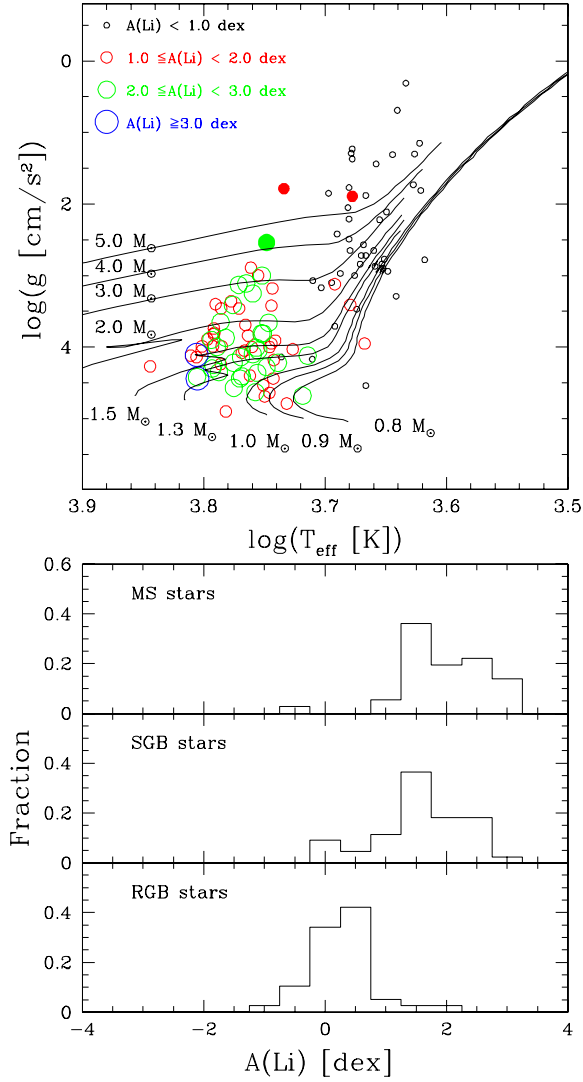 A(Li) < 1.0 dex
1.0 ≦A(Li) < 2.0 dex
2.0 ≦A(Li) < 3.0 dex
A(Li) ≧3.0 dex
0
2
4
log(g [cm/s²])
5.0 M⊙
4.0 M⊙
3.0 M⊙
2.0 M⊙
1.5 M⊙
1.3 M⊙
1.0 M⊙
0.9 M⊙
0.8 M⊙
3.9 3.8 3.7 3.6 3.5
log(T_eff [K])
0.6
0.4
0.2
0
MS stars
0.4
0.2
0
SGB stars
0.4
0.2
0
RGB stars
Fraction
−4 −2 0 2 4
A(Li) [dex]